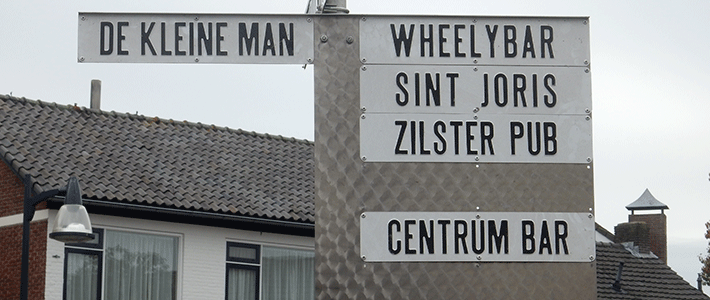 DE KLEINE MAN
WHEELYBAR
SINT JORIS
ZILSTER PUB
CENTRUM BAR